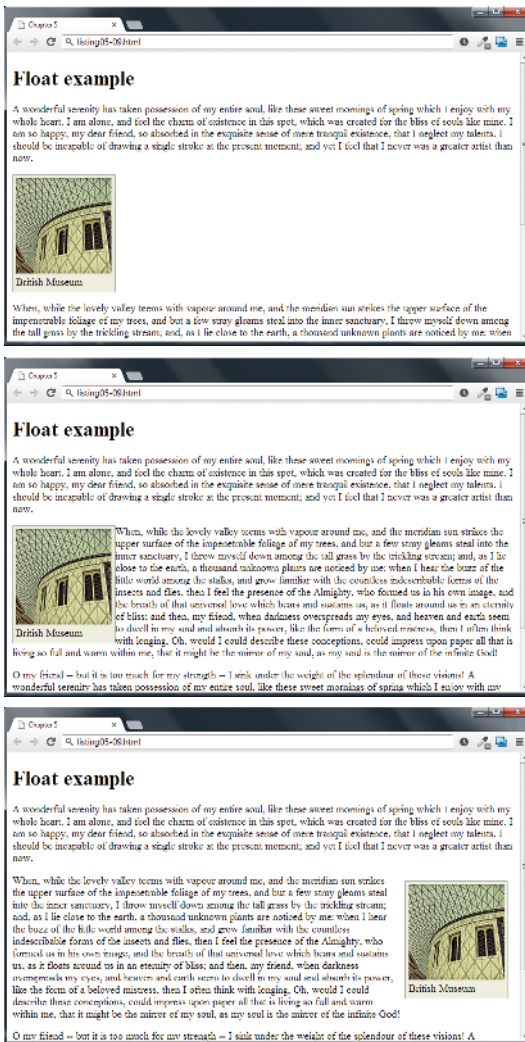 Chapter 5
listing05-09.html
Float example
A wonderful serenity has taken possession of my entire soul, like these sweet mornings of spring which I enjoy with my
whole heart. I am alone, and feel the charm of existence in this spot, which was created for the bliss of souls like mine. I
am so happy, my dear friend, so absorbed in the exquisite sense of mere tranquil existence, that I neglect my talents. I
should be incapable of drawing a single stroke at the present moment; and yet I feel that I never was a greater artist than
now.
British Museum
When, while the lovely valley teems with vapour around me, and the meridian sun strikes the upper surface of the
impenetrable foliage of my trees, and but a few stray gleams steal into the inner sanctuary, I throw myself down among
the tall grass by the trickling stream; and, as I lie close to the earth, a thousand unknown plants are noticed by me: when
Chapter 5
listing05-09.html
Float example
A wonderful serenity has taken possession of my entire soul, like these sweet mornings of spring which I enjoy with my
whole heart. I am alone, and feel the charm of existence in this spot, which was created for the bliss of souls like mine. I
am so happy, my dear friend, so absorbed in the exquisite sense of mere tranquil existence, that I neglect my talents. I
should be incapable of drawing a single stroke at the present moment; and yet I feel that I never was a greater artist than
now.
When, while the lovely valley teems with vapour around me, and the meridian sun strikes the
upper surface of the impenetrable foliage of my trees, and but a few stray gleams steal into the
inner sanctuary, I throw myself down among the tall grass by the trickling stream; and, as I lie
close to the earth, a thousand unknown plants are noticed by me: when I hear the buzz of the
little world among the stalks, and grow familiar with the countless indescribable forms of the
insects and flies, then I feel the presence of the Almighty, who formed us in his own image, and
the breath of that universal love which bears and sustains us, as it floats around us in an eternity
of bliss; and then, my friend, when darkness overspreads my eyes, and heaven and earth seem
British Museum
to dwell in my soul and absorb its power, like the form of a beloved mistress, then I often think
with longing, Oh, would I could describe these conceptions, could impress upon paper all that is
living so full and warm within me, that it might be the mirror of my soul, as my soul is the mirror of the infinite God!
O my friend -- but it is too much for my strength -- I sink under the weight of the splendour of these visions! A
wonderful serenity has taken possession of my entire soul, like these sweet mornings of spring which I enjoy with my
Chapter 5
listing05-09.html
Float example
A wonderful serenity has taken possession of my entire soul, like these sweet mornings of spring which I enjoy with my
whole heart. I am alone, and feel the charm of existence in this spot, which was created for the bliss of souls like mine. I
am so happy, my dear friend, so absorbed in the exquisite sense of mere tranquil existence, that I neglect my talents. I
should be incapable of drawing a single stroke at the present moment; and yet I feel that I never was a greater artist than
now.
When, while the lovely valley teems with vapour around me, and the meridian sun strikes
the upper surface of the impenetrable foliage of my trees, and but a few stray gleams steal
into the inner sanctuary, I throw myself down among the tall grass by the trickling stream;
and, as I lie close to the earth, a thousand unknown plants are noticed by me: when I hear
the buzz of the little world among the stalks, and grow familiar with the countless
indescribable forms of the insects and flies, then I feel the presence of the Almighty, who
formed us in his own image, and the breath of that universal love which bears and sustains
us, as it floats around us in an eternity of bliss; and then, my friend, when darkness
overspreads my eyes, and heaven and earth seem to dwell in my soul and absorb its power,
like the form of a beloved mistress, then I often think with longing, Oh, would I could
British Museum
describe these conceptions, could impress upon paper all that is living so full and warm
within me, that it might be the mirror of my soul, as my soul is the mirror of the infinite God!
O my friend -- but it is too much for my strength -- I sink under the weight of the splendour of these visions! A